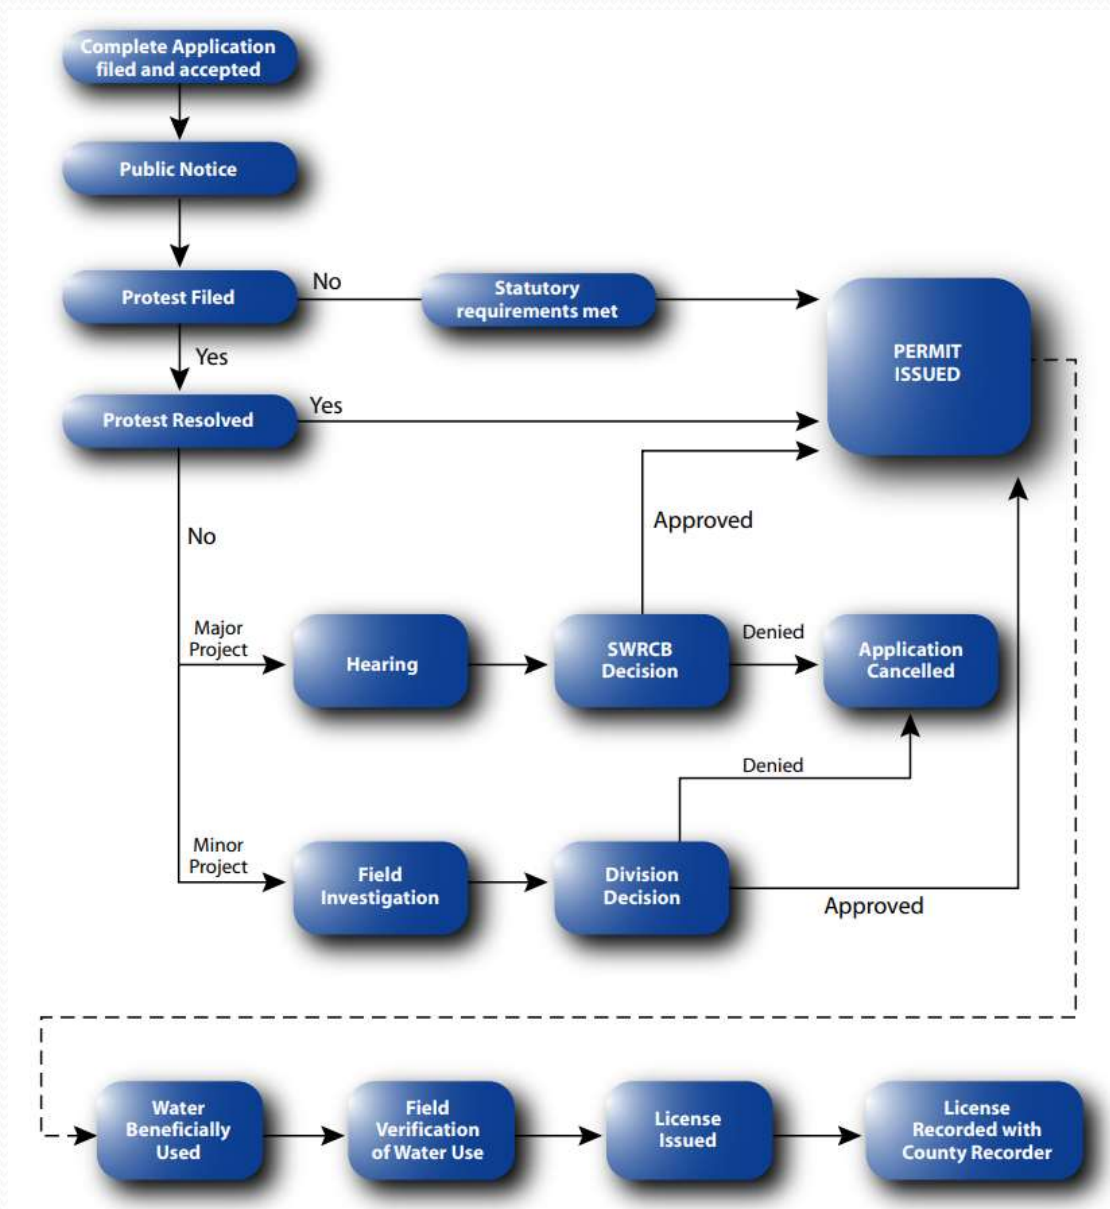 Complete Application
filed and accepted
Public Notice
Protest Filed
No
Statutory
requirements met
PERMIT
ISSUED
Yes
Protest Resolved
Yes
No
Approved
Major
Project
Hearing
SWRCB
Decision
Denied
Application
Cancelled
Denied
Minor
Project
Field
Investigation
Division
Decision
Approved
Water
Beneficially
Used
Field
Verification
of Water Use
License
Issued
License
Recorded with
County Recorder